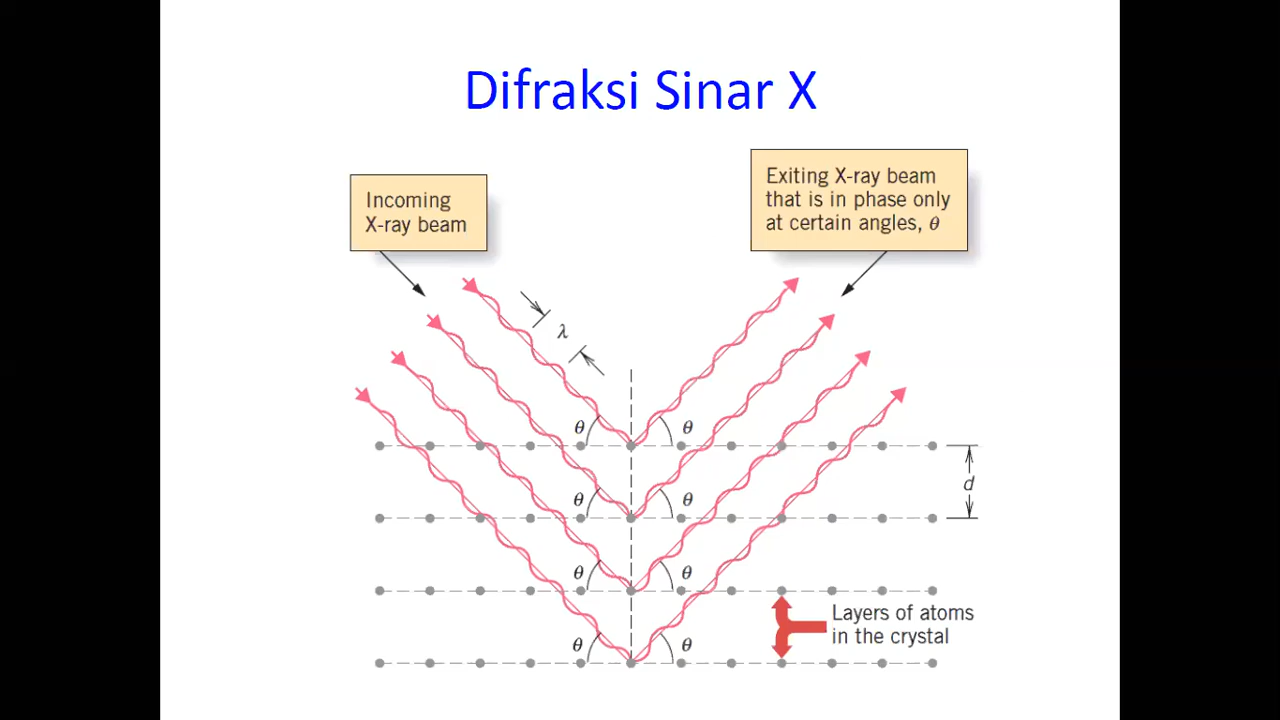 Difraksi Sinar X
Incoming
X-ray beam
Exiting X-ray beam
that is in phase only
at certain angles, θ
λ
θ θ
d
θ θ
θ θ
Layers of atoms
in the crystal
θ θ